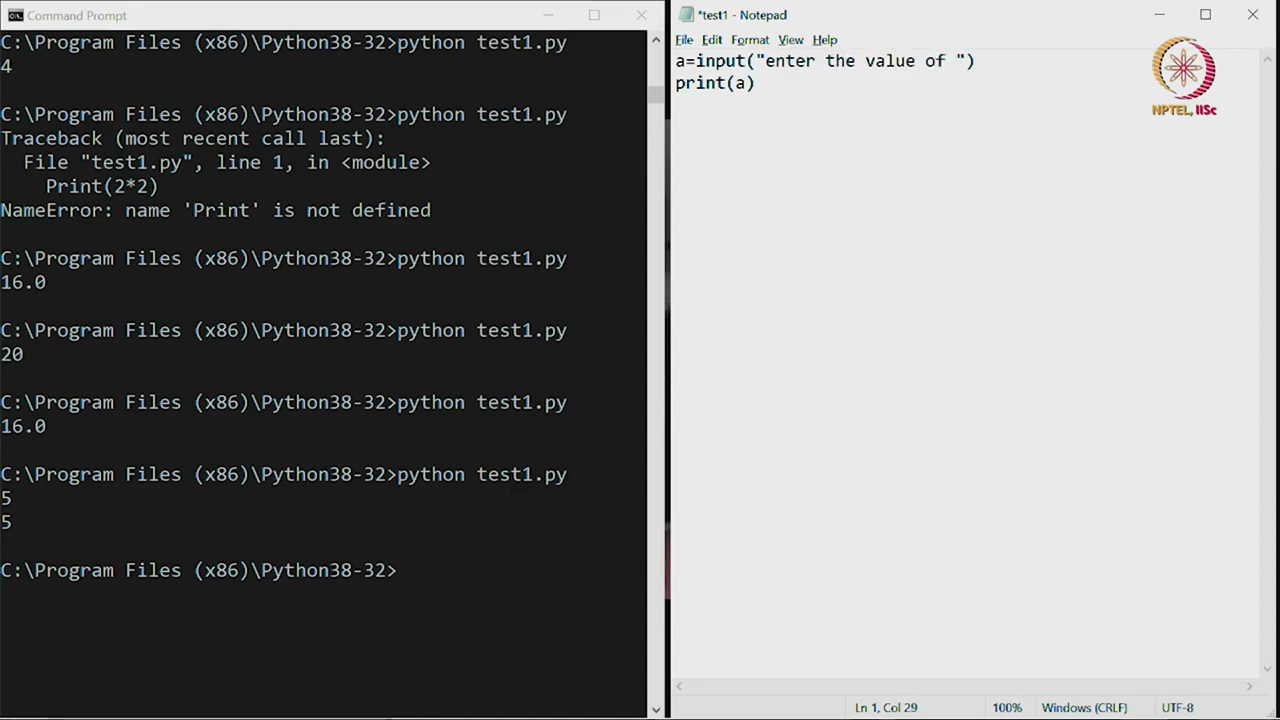 Command Prompt
C:\Program Files (x86)\Python38-32>python test1.py
4
C:\Program Files (x86)\Python38-32>python test1.py
Traceback (most recent call last):
  File "test1.py", line 1, in <module>
    Print(2*2)
NameError: name 'Print' is not defined
C:\Program Files (x86)\Python38-32>python test1.py
16.0
C:\Program Files (x86)\Python38-32>python test1.py
20
C:\Program Files (x86)\Python38-32>python test1.py
16.0
C:\Program Files (x86)\Python38-32>python test1.py
5
5
C:\Program Files (x86)\Python38-32>
*test1 - Notepad
File Edit Format View Help
a=input("enter the value of ")
print(a)
NPTEL, IISc
Ln 1, Col 29 100% Windows (CRLF) UTF-8